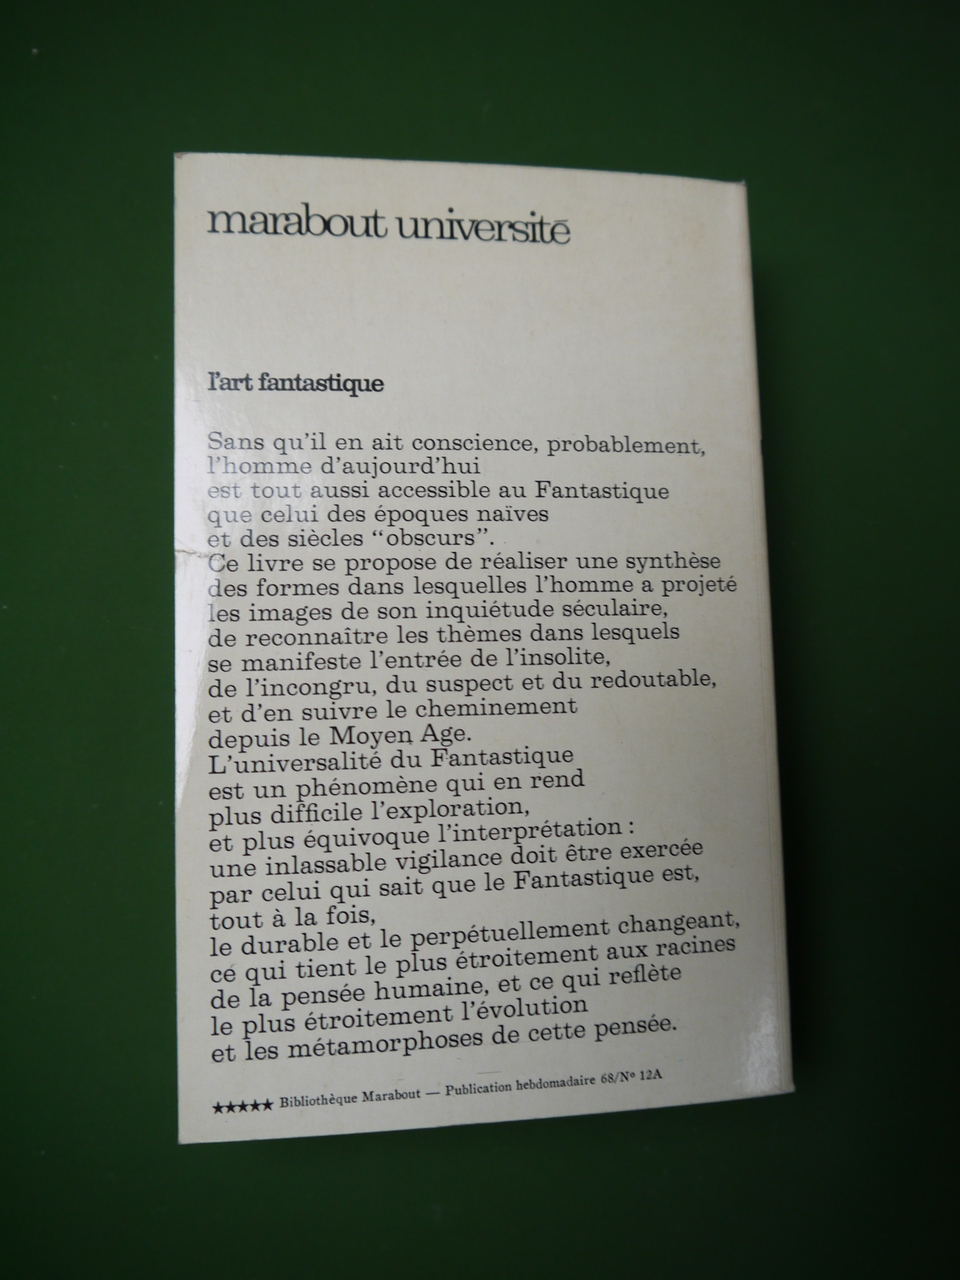 marabout université
l'art fantastique
Sans qu'il en ait conscience, probablement,
l'homme d'aujourd'hui
est tout aussi accessible au Fantastique
que celui des époques naïves
et des siècles “obscurs”.
Ce livre se propose de réaliser une synthèse
des formes dans lesquelles l'homme a projeté
les images de son inquiétude séculaire,
de reconnaître les thèmes dans lesquels
se manifeste l'entrée de l'insolite,
de l'incongru, du suspect et du redoutable,
et d'en suivre le cheminement
depuis le Moyen Age.
L'universalité du Fantastique
est un phénomène qui en rend
plus difficile l'exploration,
et plus équivoque l'interprétation :
une inlassable vigilance doit être exercée
par celui qui sait que le Fantastique est,
tout à la fois,
le durable et le perpétuellement changeant,
ce qui tient le plus étroitement aux racines
de la pensée humaine, et ce qui reflète
le plus étroitement l'évolution
et les métamorphoses de cette pensée.
★★★★★ Bibliothèque Marabout — Publication hebdomadaire 68/Nº 12A